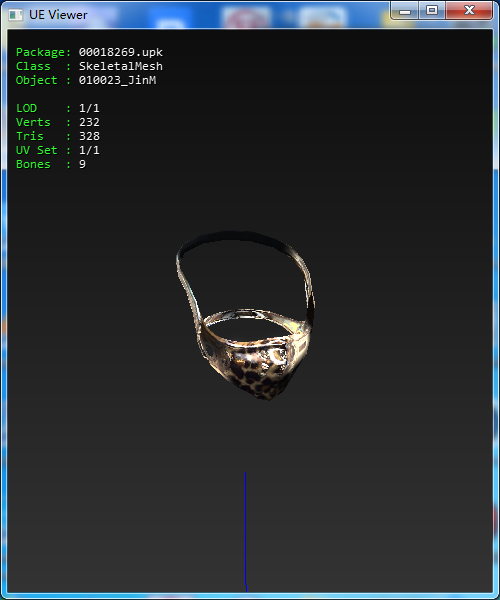 UE Viewer
Package: 00018269.upk
Class : SkeletalMesh
Object : 010023_JinM
LOD : 1/1
Verts : 232
Tris : 328
UV Set : 1/1
Bones : 9